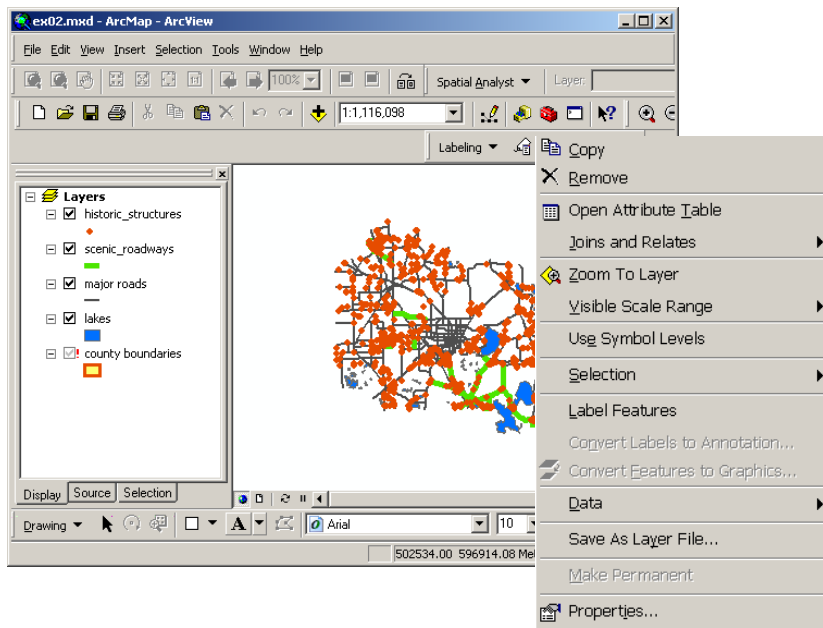 ex02.mxd - ArcMap - ArcView
File Edit View Insert Selection Tools Window Help
100% Spatial Analyst Layer:
1:1,116,098
Labeling
Layers
historic_structures
scenic_roadways
major roads
lakes
county boundaries
Display Source Selection
Drawing A Arial 10
502534.00 596914.08 Me
Copy
Remove
Open Attribute Table
Joins and Relates
Zoom To Layer
Visible Scale Range
Use Symbol Levels
Selection
Label Features
Convert Labels to Annotation...
Convert Features to Graphics...
Data
Save As Layer File...
Make Permanent
Properties...